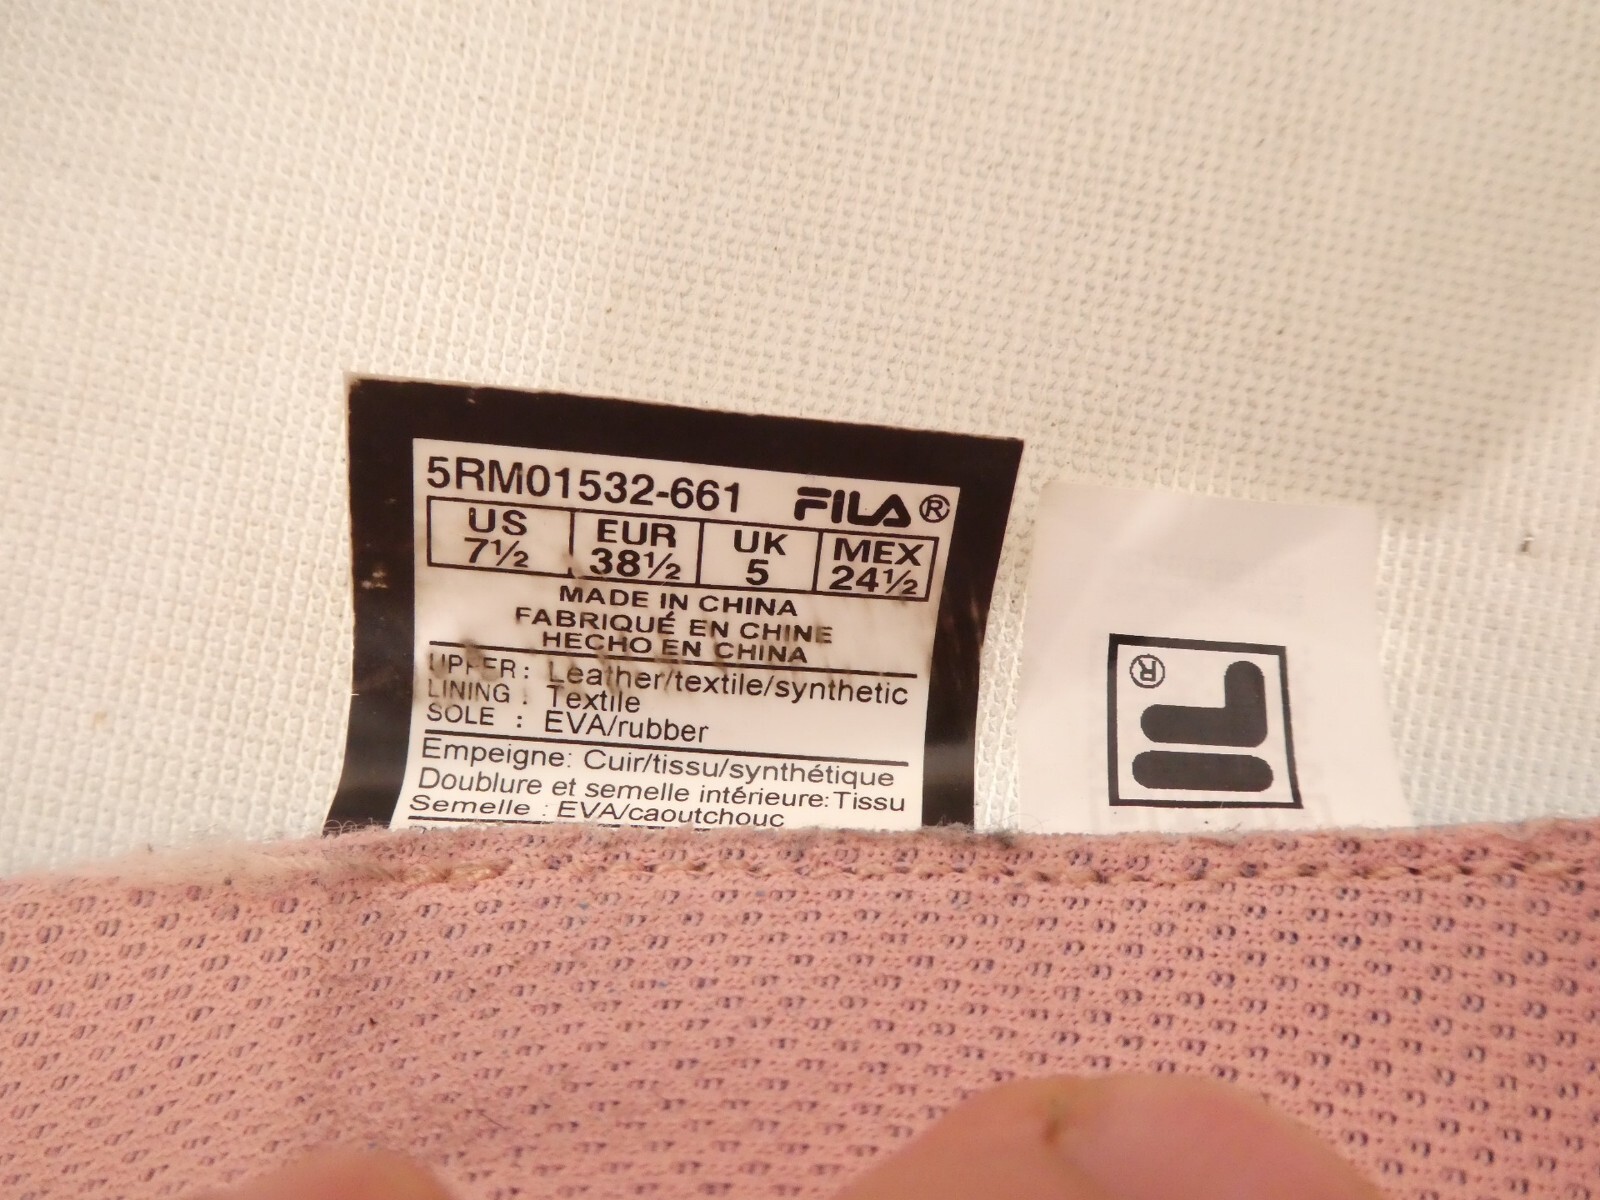 5RM01532-661 FILA®
US EUR UK MEX
7½ 38½ 5 24½
MADE IN CHINA
FABRIQUÉ EN CHINE
HECHO EN CHINA
UPPER: Leather/textile/synthetic
LINING : Textile
SOLE : EVA/rubber
Empeigne: Cuir/tissu/synthétique
Doublure et semelle intérieure: Tissu
Semelle : EVA/caoutchouc
®